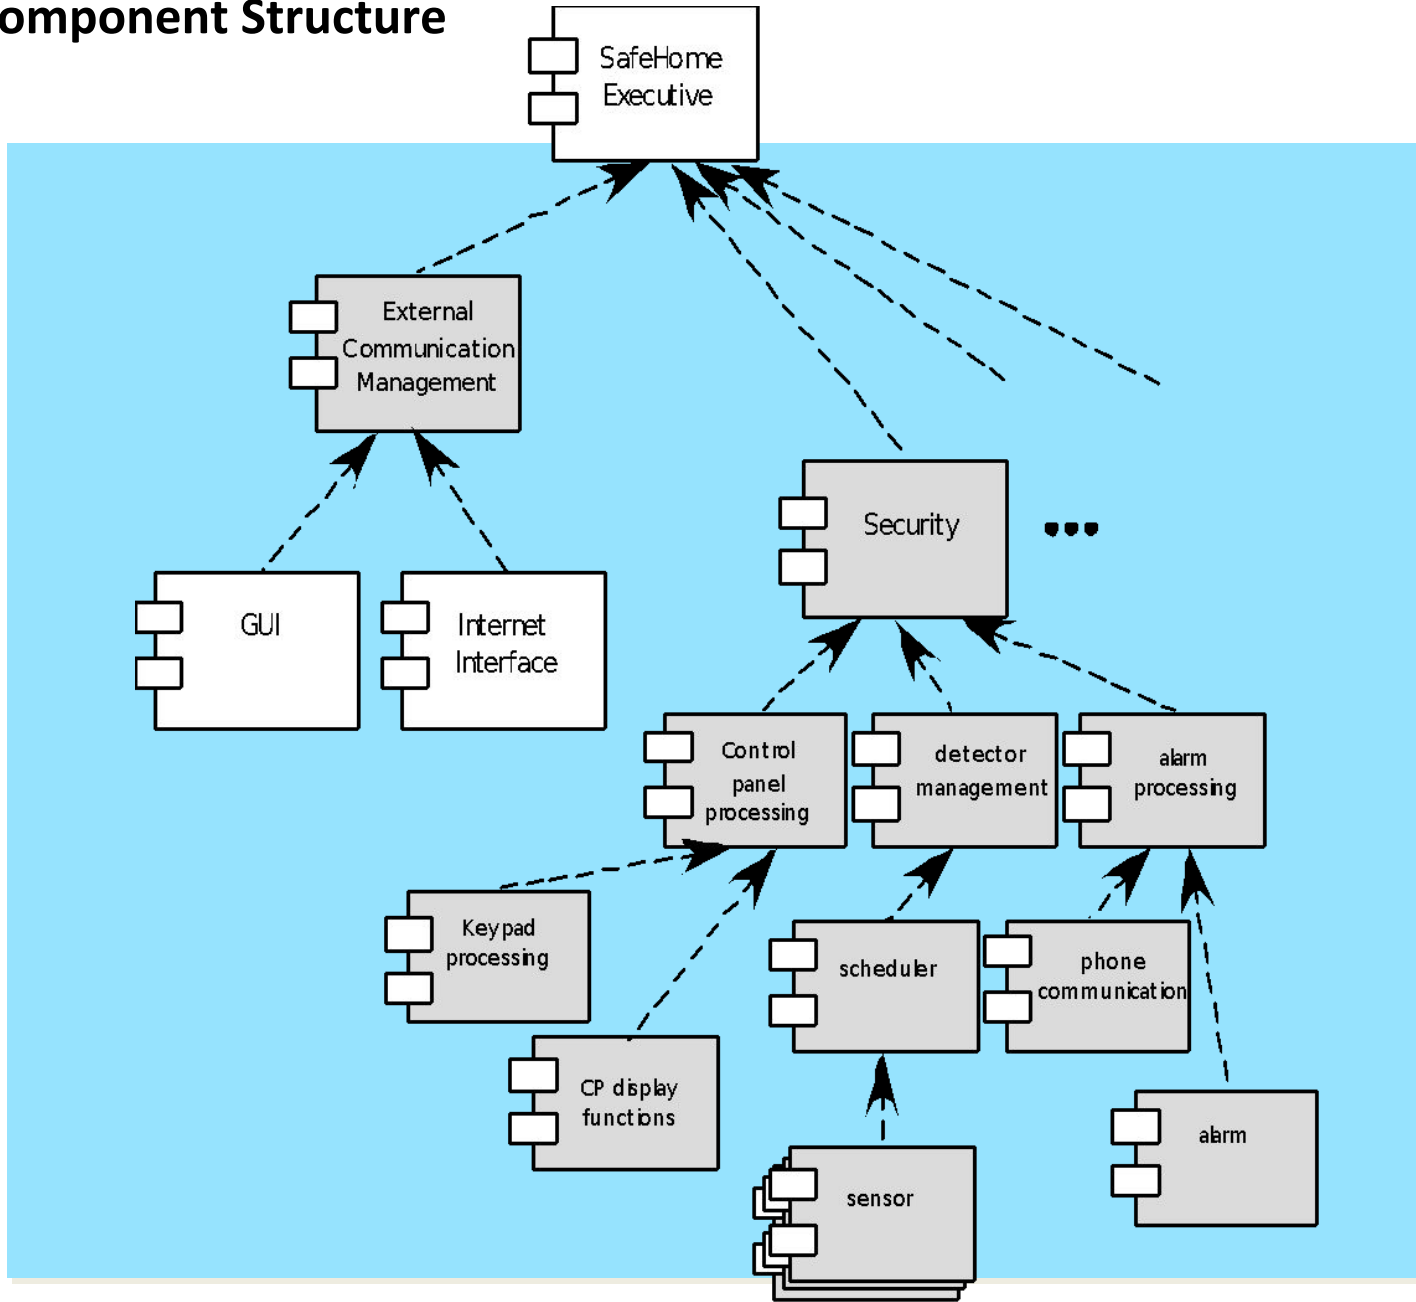 omponent Structure
SafeHome
Executive
External
Communication
Management
Security
...
GUI
Internet
Interface
Control
panel
processing
detector
management
alarm
processing
Keypad
processing
scheduler
phone
communication
CP display
functions
alarm
sensor